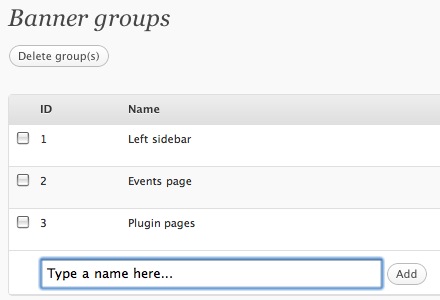 Banner groups
Delete group(s)
ID Name
1 Left sidebar
2 Events page
3 Plugin pages
Type a name here... Add